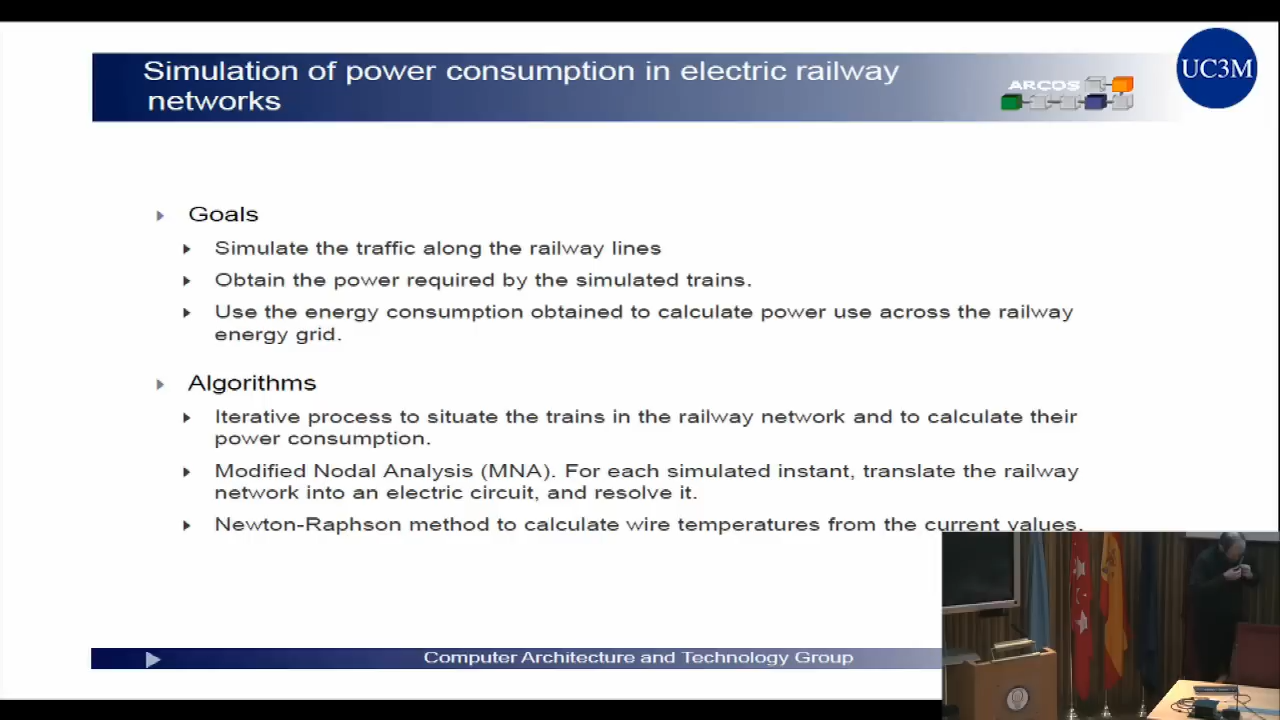 Simulation of power consumption in electric railway
networks
ARCOS
UC3M
Goals
Simulate the traffic along the railway lines
Obtain the power required by the simulated trains.
Use the energy consumption obtained to calculate power use across the railway
energy grid.
Algorithms
Iterative process to situate the trains in the railway network and to calculate their
power consumption.
Modified Nodal Analysis (MNA). For each simulated instant, translate the railway
network into an electric circuit, and resolve it.
Newton-Raphson method to calculate wire temperatures from the current values.
Computer Architecture and Technology Group